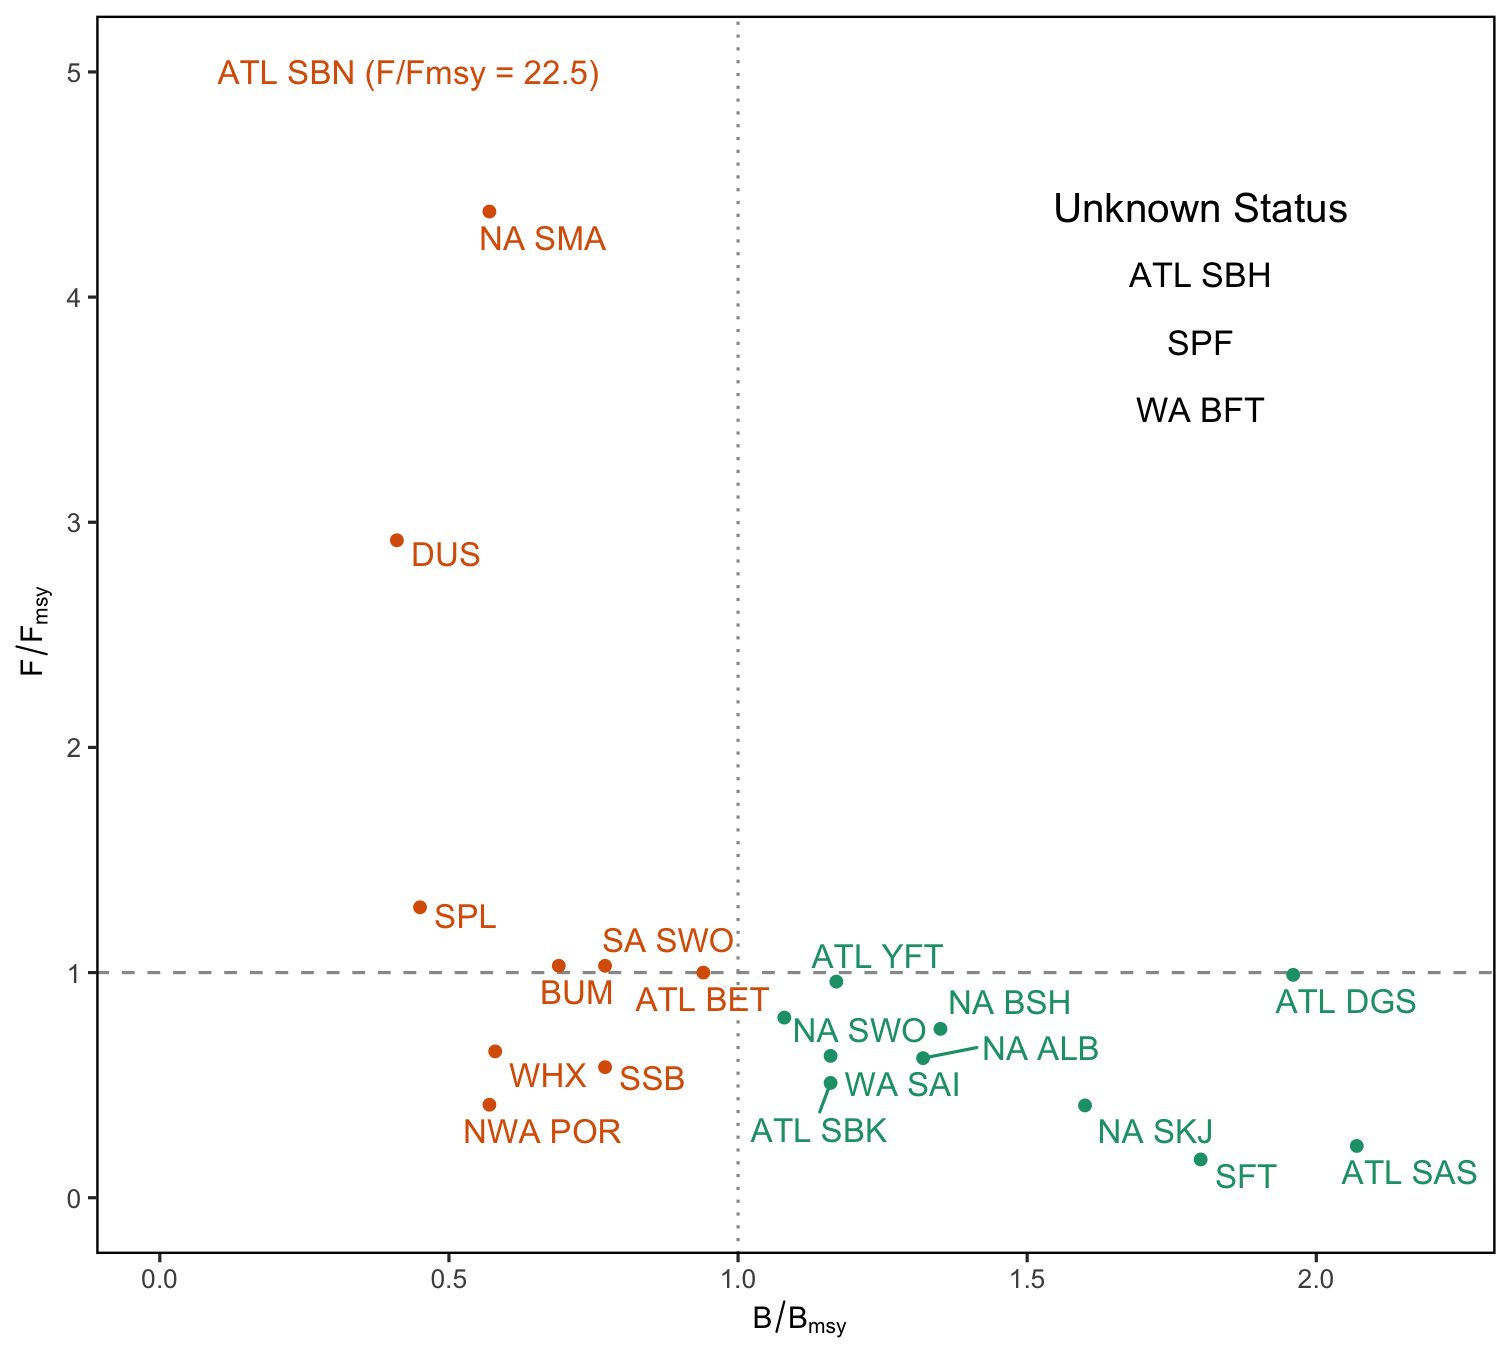 5
4
3
2
1
0
F/Fmsy
ATL SBN (F/Fmsy = 22.5)
NA SMA
Unknown Status
ATL SBH
SPF
WA BFT
DUS
SPL
SA SWO
ATL YFT
BUM
ATL BET
NA BSH
ATL DGS
NA SWO
NA ALB
WHX
SSB
WA SAI
NWA POR
ATL SBK
NA SKJ
SFT
ATL SAS
0.0
0.5
1.0
1.5
2.0
B/Bmsy